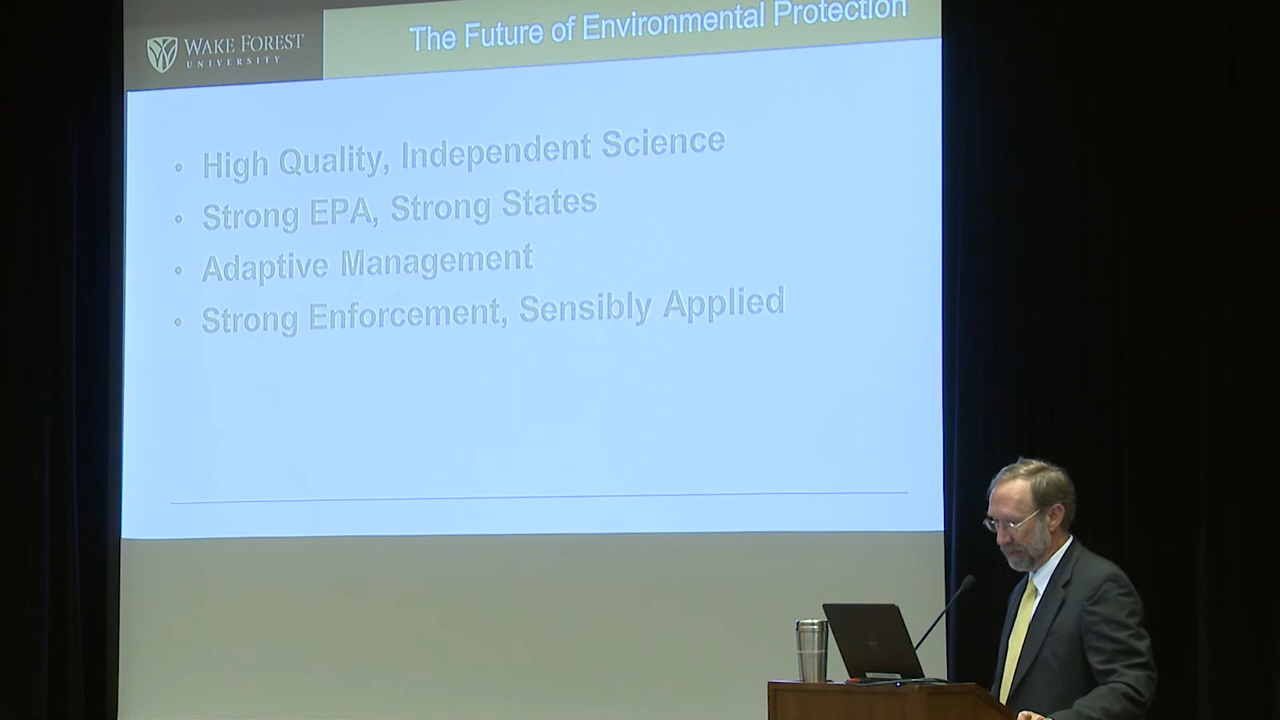 WAKE FOREST
UNIVERSITY
The Future of Environmental Protection
• High Quality, Independent Science
• Strong EPA, Strong States
• Adaptive Management
• Strong Enforcement, Sensibly Applied